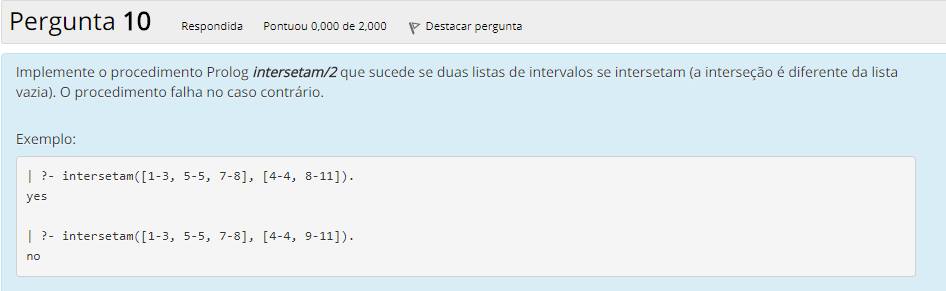 Pergunta 10 Respondida Pontuou 0,000 de 2,000 Destacar pergunta
Implemente o procedimento Prolog intersetam/2 que sucede se duas listas de intervalos se intersetam (a interseção é diferente da lista
vazia). O procedimento falha no caso contrário.
Exemplo:
| ?- intersetam([1-3, 5-5, 7-8], [4-4, 8-11]).
yes
| ?- intersetam([1-3, 5-5, 7-8], [4-4, 9-11]).
no